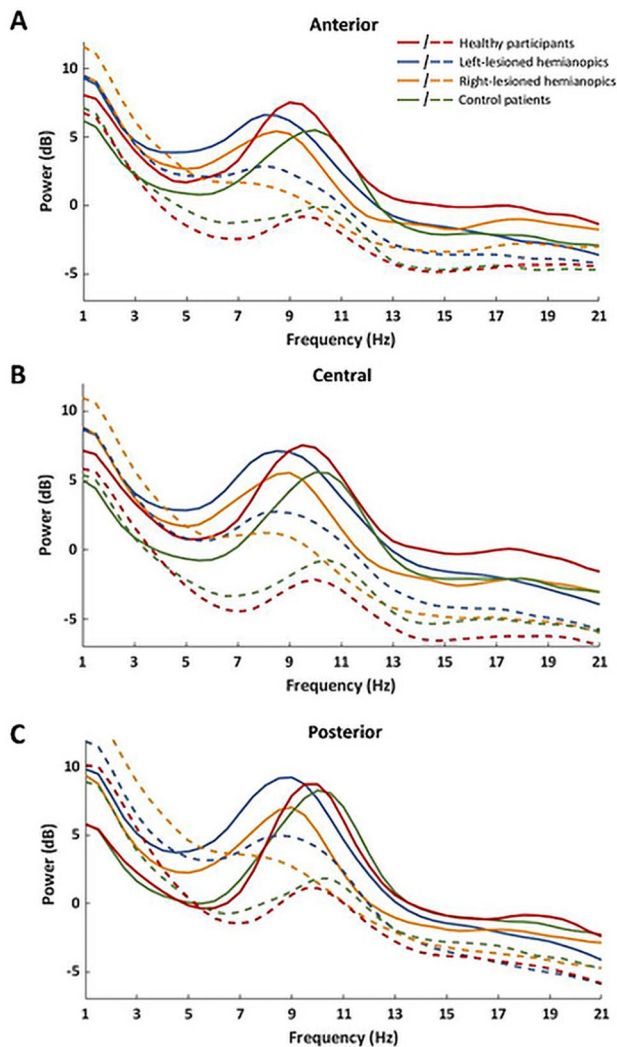 A
Anterior
/ Healthy participants
/ Left-lesioned hemianopics
/ Right-lesioned hemianopics
/ Control patients
10
5
0
-5
Power (dB)
1 3 5 7 9 11 13 15 17 19 21
Frequency (Hz)
B
Central
10
5
0
-5
Power (dB)
1 3 5 7 9 11 13 15 17 19 21
Frequency (Hz)
C
Posterior
10
5
0
-5
Power (dB)
1 3 5 7 9 11 13 15 17 19 21
Frequency (Hz)